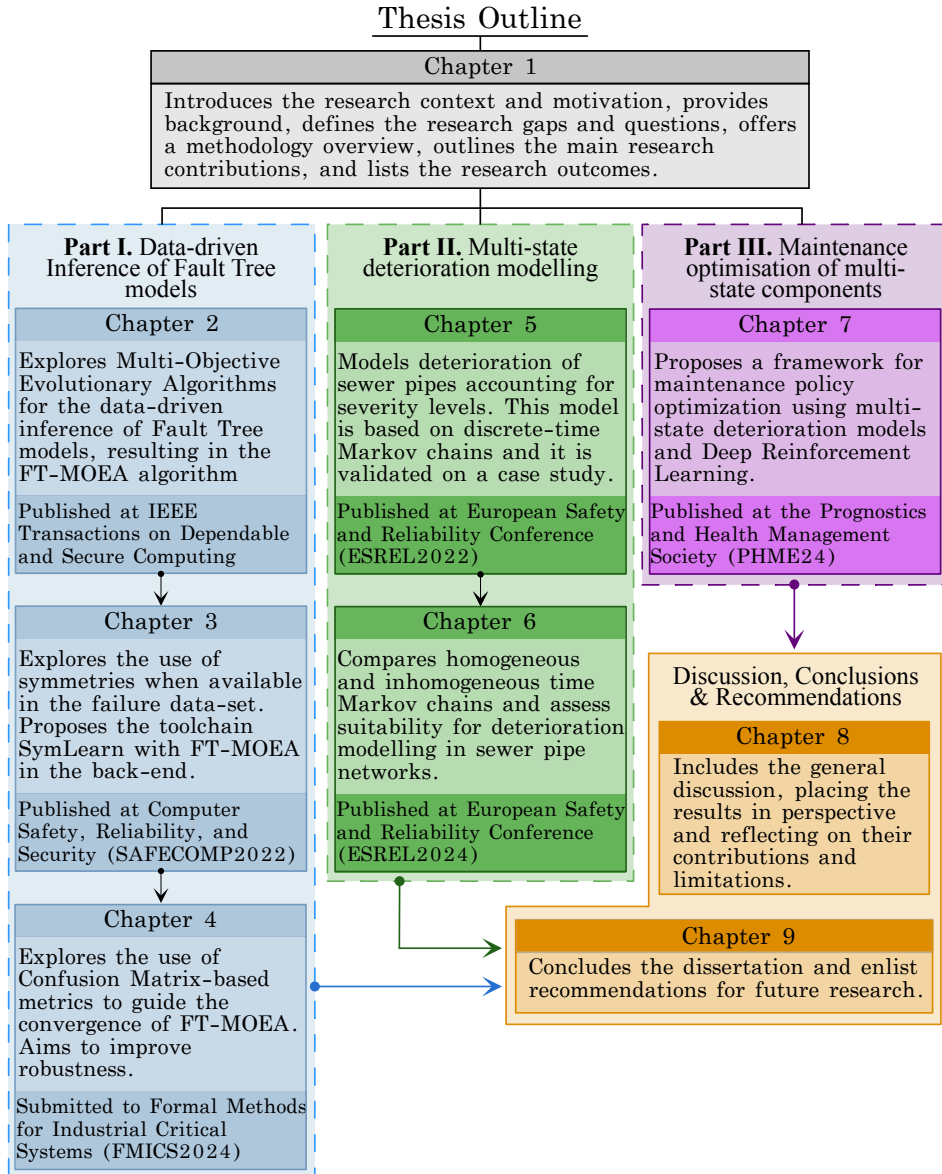 Thesis Outline
Chapter 1
Introduces the research context and motivation, provides
background, defines the research gaps and questions, offers
a methodology overview, outlines the main research
contributions, and lists the research outcomes.
Part I. Data-driven
Inference of Fault Tree
models
Chapter 2
Explores Multi-Objective
Evolutionary Algorithms
for the data-driven
inference of Fault Tree
models, resulting in the
FT-MOEA algorithm
Published at IEEE
Transactions on Dependable
and Secure Computing
Chapter 3
Explores the use of
symmetries when available
in the failure data-set.
Proposes the toolchain
SymLearn with FT-MOEA
in the back-end.
Published at Computer
Safety, Reliability, and
Security (SAFECOMP2022)
Chapter 4
Explores the use of
Confusion Matrix-based
metrics to guide the
convergence of FT-MOEA.
Aims to improve
robustness.
Submitted to Formal Methods
for Industrial Critical
Systems (FMICS2024)
Part II. Multi-state
deterioration modelling
Chapter 5
Models deterioration of
sewer pipes accounting for
severity levels. This model
is based on discrete-time
Markov chains and it is
validated on a case study.
Published at European Safety
and Reliability Conference
(ESREL2022)
Chapter 6
Compares homogeneous
and inhomogeneous time
Markov chains and assess
suitability for deterioration
modelling in sewer pipe
networks.
Published at European Safety
and Reliability Conference
(ESREL2024)
Part III. Maintenance
optimisation of multi-
state components
Chapter 7
Proposes a framework for
maintenance policy
optimization using multi-
state deterioration models
and Deep Reinforcement
Learning.
Published at the Prognostics
and Health Management
Society (PHME24)
Discussion, Conclusions
& Recommendations
Chapter 8
Includes the general
discussion, placing the
results in perspective
and reflecting on their
contributions and
limitations.
Chapter 9
Concludes the dissertation and enlist
recommendations for future research.